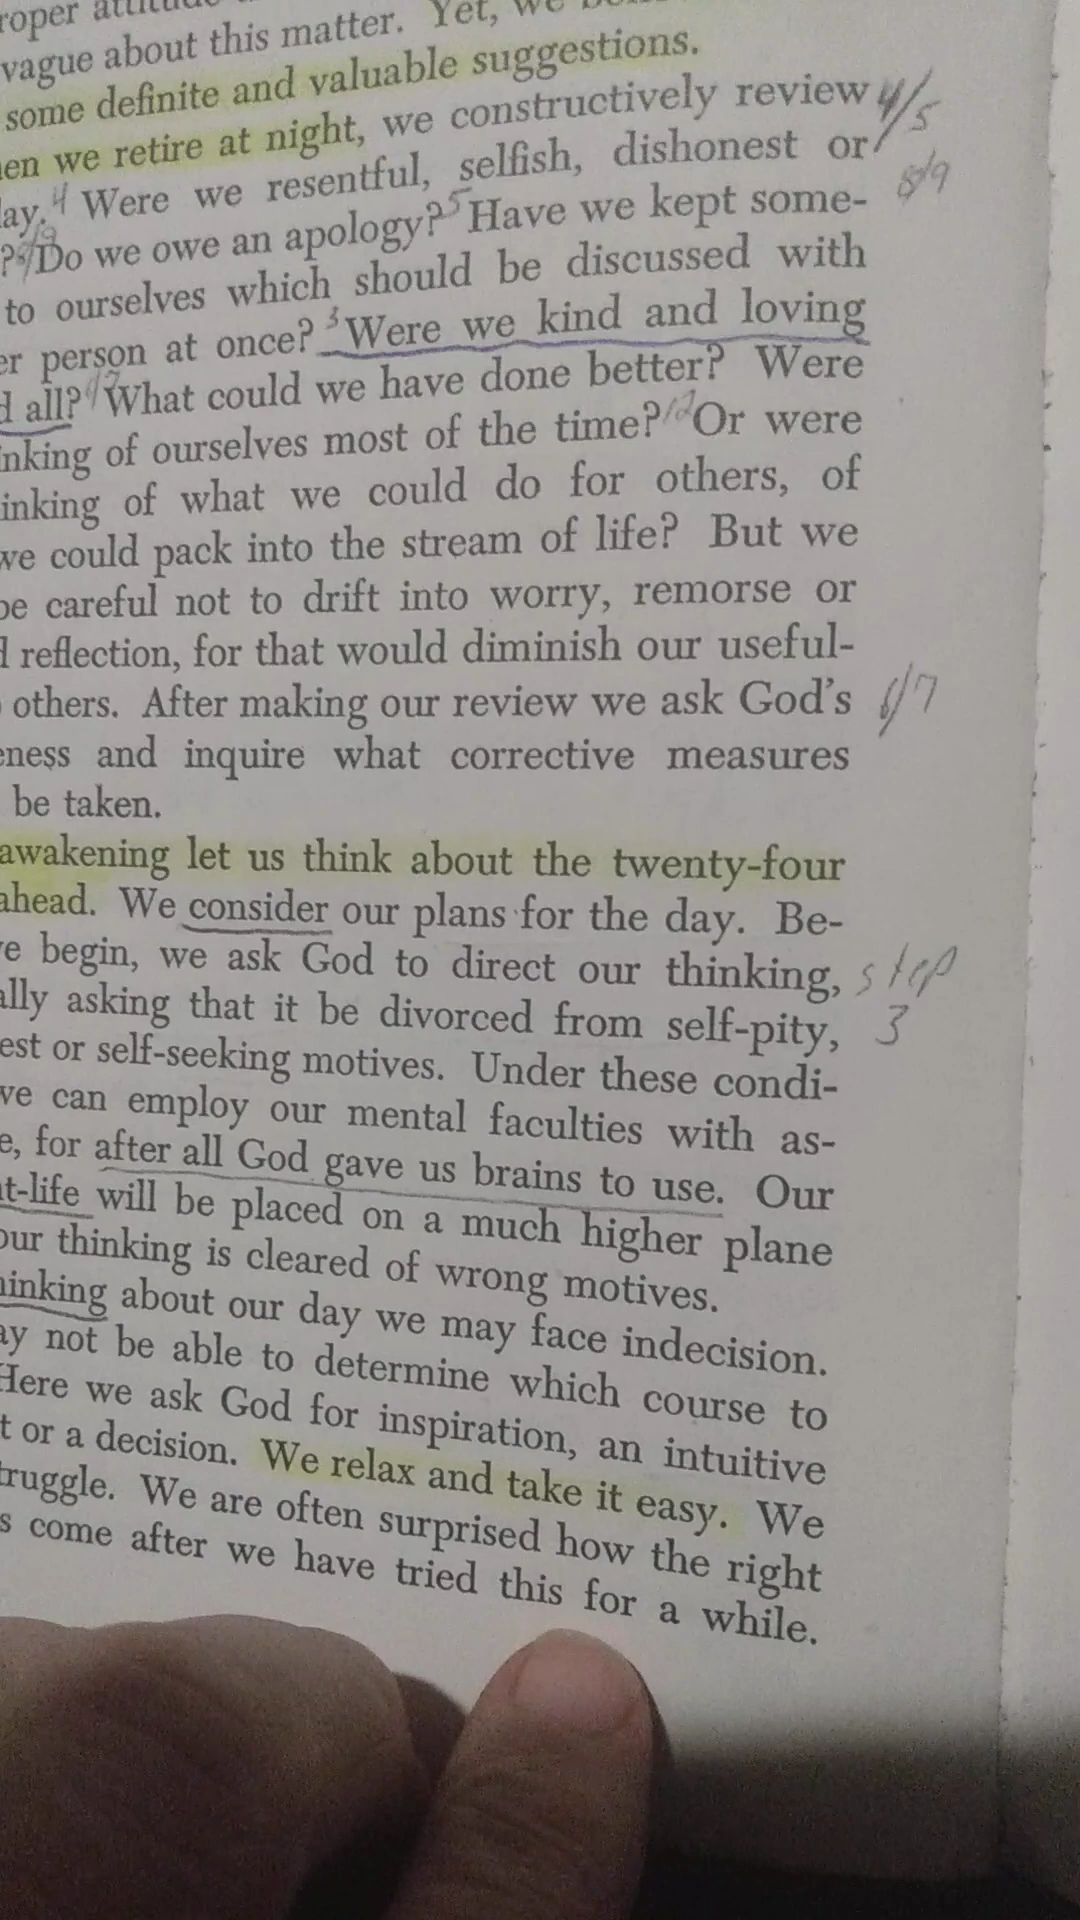 roper
vague about this matter. Yet, we
some definite and valuable suggestions.
en we retire at night, we constructively review 4/5
ay. 4 Were we resentful, selfish, dishonest or 8/9
? Do we owe an apology? 5 Have we kept some-
to ourselves which should be discussed with
er person at once? 3 Were we kind and loving
d all? What could we have done better? Were
nking of ourselves most of the time? 12 Or were
inking of what we could do for others, of
we could pack into the stream of life? But we
be careful not to drift into worry, remorse or
d reflection, for that would diminish our useful-
others. After making our review we ask God's 6/7
eness and inquire what corrective measures
be taken.
awakening let us think about the twenty-four
ahead. We consider our plans for the day. Be-
e begin, we ask God to direct our thinking, step
ally asking that it be divorced from self-pity, 3
est or self-seeking motives. Under these condi-
we can employ our mental faculties with as-
e, for after all God gave us brains to use. Our
t-life will be placed on a much higher plane
our thinking is cleared of wrong motives.
hinking about our day we may face indecision.
ay not be able to determine which course to
Here we ask God for inspiration, an intuitive
t or a decision. We relax and take it easy. We
truggle. We are often surprised how the right
s come after we have tried this for a while.